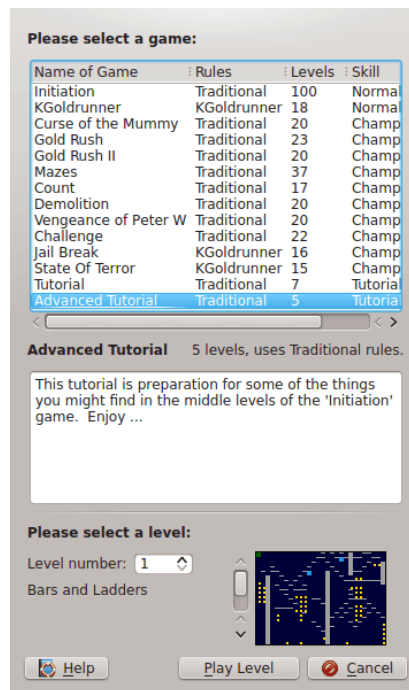 Please select a game:
Name of Game Rules Levels Skill
Initiation Traditional 100 Normal
KGoldrunner KGoldrunner 18 Normal
Curse of the Mummy Traditional 20 Champ
Gold Rush Traditional 23 Champ
Gold Rush II Traditional 20 Champ
Mazes Traditional 37 Champ
Count Traditional 17 Champ
Demolition Traditional 20 Champ
Vengeance of Peter W Traditional 20 Champ
Challenge Traditional 22 Champ
Jail Break KGoldrunner 16 Champ
State Of Terror KGoldrunner 15 Champ
Tutorial Traditional 7 Tutorial
Advanced Tutorial Traditional 5 Tutorial
Advanced Tutorial 5 levels, uses Traditional rules.
This tutorial is preparation for some of the things
you might find in the middle levels of the 'Initiation'
game. Enjoy ...
Please select a level:
Level number: 1
Bars and Ladders
Help Play Level Cancel